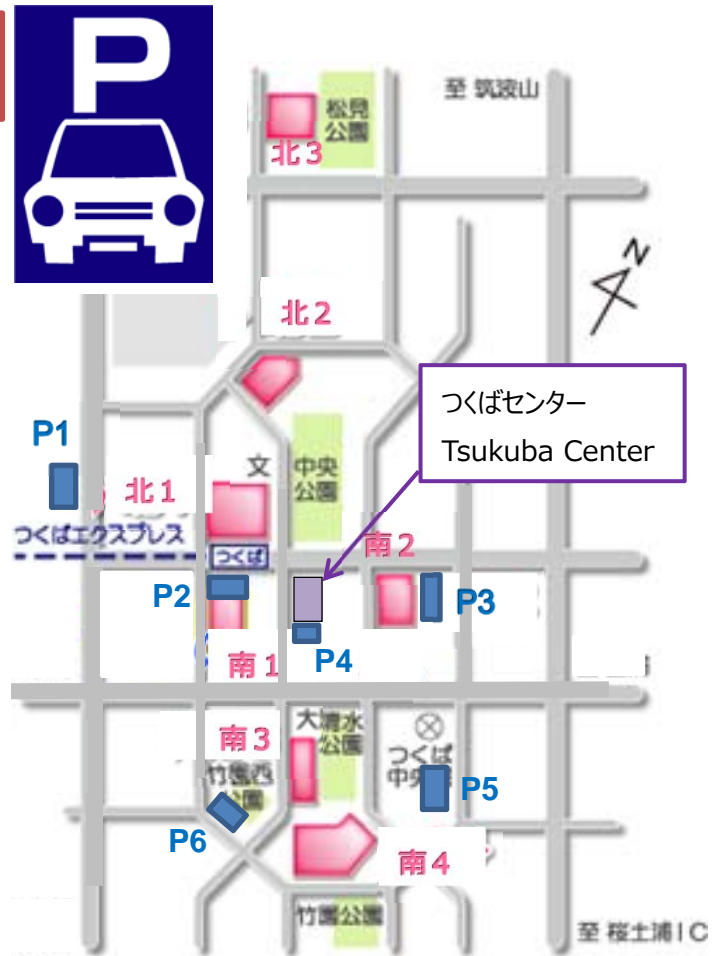 P
至 筑波山
松見
公園
北3
N
北2
つくばセンター
Tsukuba Center
P1
文
中央
公園
北1
つくばエクスプレス
つくば
南2
P2
P3
南1
P4
大清水
公園
南3
つくば
中央
竹園西
公園
P5
P6
南4
竹園公園
至 桜土浦IC